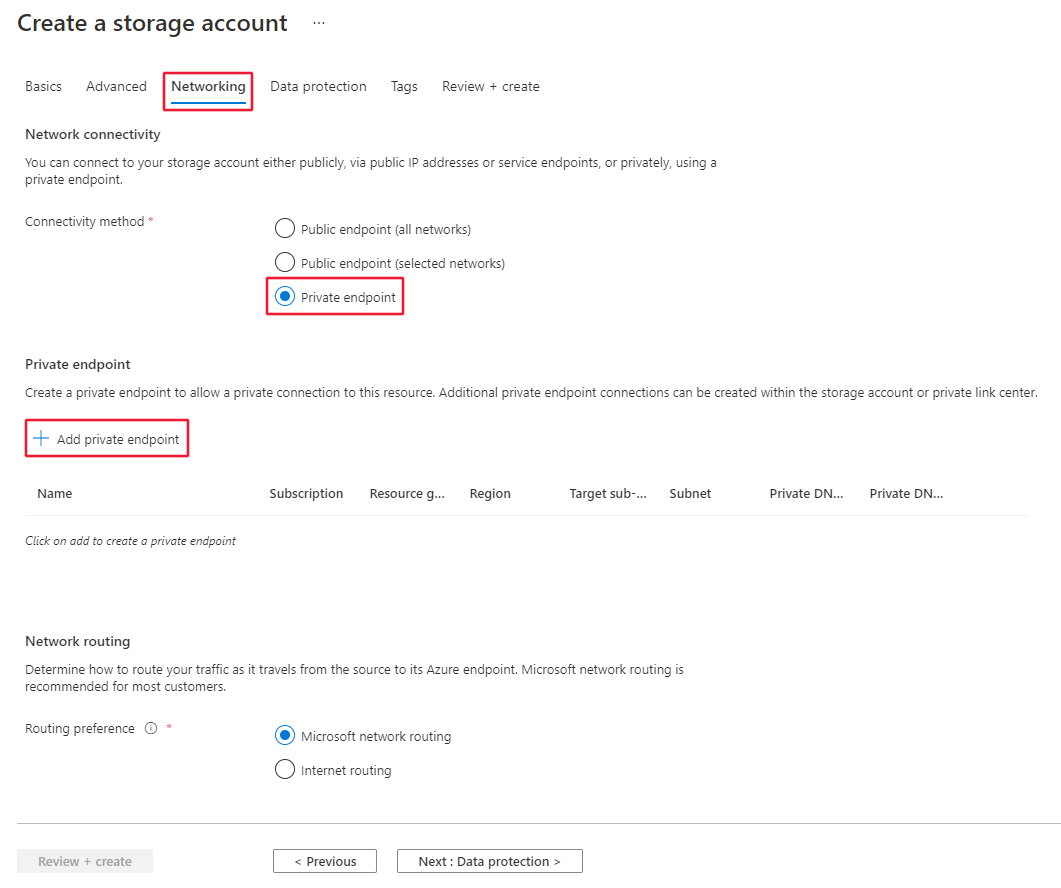 Create a storage account ...
Basics Advanced Networking Data protection Tags Review + create
Network connectivity
You can connect to your storage account either publicly, via public IP addresses or service endpoints, or privately, using a
private endpoint.
Connectivity method *
Public endpoint (all networks)
Public endpoint (selected networks)
Private endpoint
Private endpoint
Create a private endpoint to allow a private connection to this resource. Additional private endpoint connections can be created within the storage account or private link center.
+ Add private endpoint
Name Subscription Resource g... Region Target sub-... Subnet Private DN... Private DN...
Click on add to create a private endpoint
Network routing
Determine how to route your traffic as it travels from the source to its Azure endpoint. Microsoft network routing is
recommended for most customers.
Routing preference *
Microsoft network routing
Internet routing
Review + create < Previous Next : Data protection >